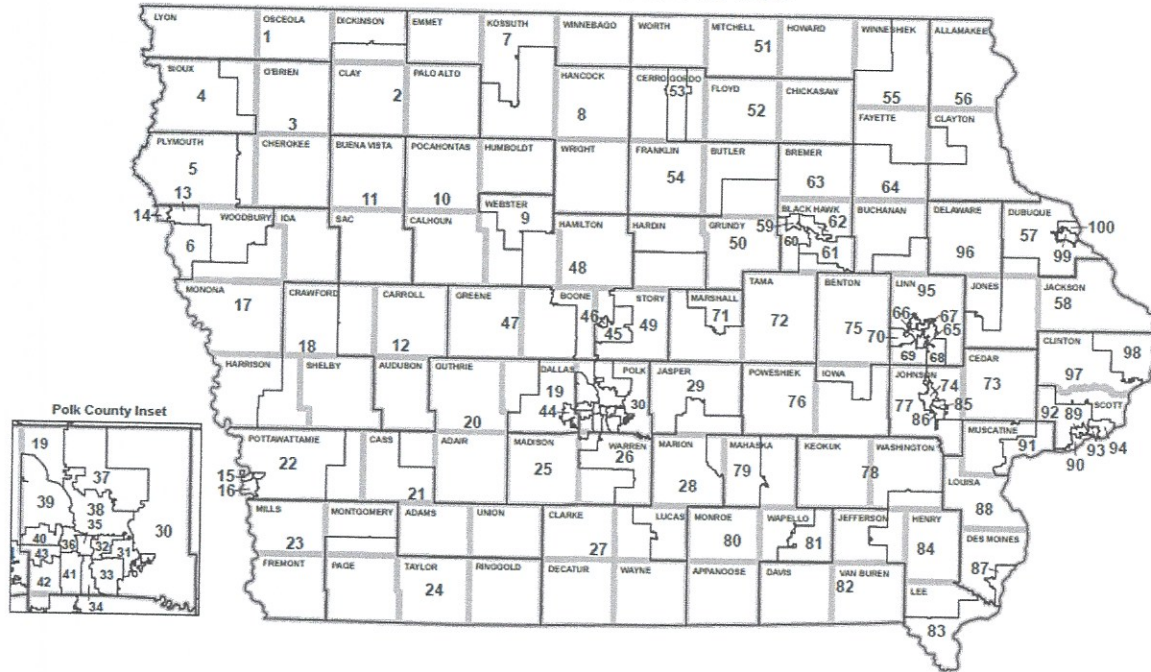 LYON OSCEOLA DICKINSON EMMET KOSSUTH WINNEBAGO WORTH MITCHELL HOWARD WINNESHIEK ALLAMAKEE
1 7 51
SIOUX O'BRIEN CLAY PALO ALTO HANCOCK CERRO GORDO FLOYD CHICKASAW FAYETTE CLAYTON
4 3 2 8 53 52 55 56
PLYMOUTH CHEROKEE BUENA VISTA POCAHONTAS HUMBOLDT WRIGHT FRANKLIN BUTLER BREMER
5 11 10 54 63 64
13
14 WOODBURY IDA SAC CALHOUN WEBSTER HAMILTON HARDIN GRUNDY BLACK HAWK BUCHANAN DELAWARE DUBUQUE
6 9 48 50 59 60 62 61 96 57 100 99
MONONA CRAWFORD CARROLL GREENE BOONE STORY MARSHALL TAMA BENTON LINN JONES JACKSON
17 18 12 47 46 45 49 71 72 75 95 66 67 65 70 69 68 58
HARRISON SHELBY AUDUBON GUTHRIE DALLAS POLK JASPER POWESHIEK IOWA JOHNSON CEDAR CLINTON SCOTT
20 19 44 30 29 76 77 74 85 86 73 98 97 92 89
POTTAWATTAMIE CASS ADAIR MADISON WARREN MARION MAHASKA KEOKUK WASHINGTON MUSCATINE LOUISA
22 15 16 21 25 26 28 79 78 91 90 93 94 88
MILLS MONTGOMERY ADAMS UNION CLARKE LUCAS MONROE WAPELLO JEFFERSON HENRY DES MOINES
23 27 80 81 84 87
FREMONT PAGE TAYLOR RINGGOLD DECATUR WAYNE APPANOOSE DAVIS VAN BUREN LEE
24 82 83
Polk County Inset
19 37
39 38
35 30
40 36 32 31
43
42 41 33
34